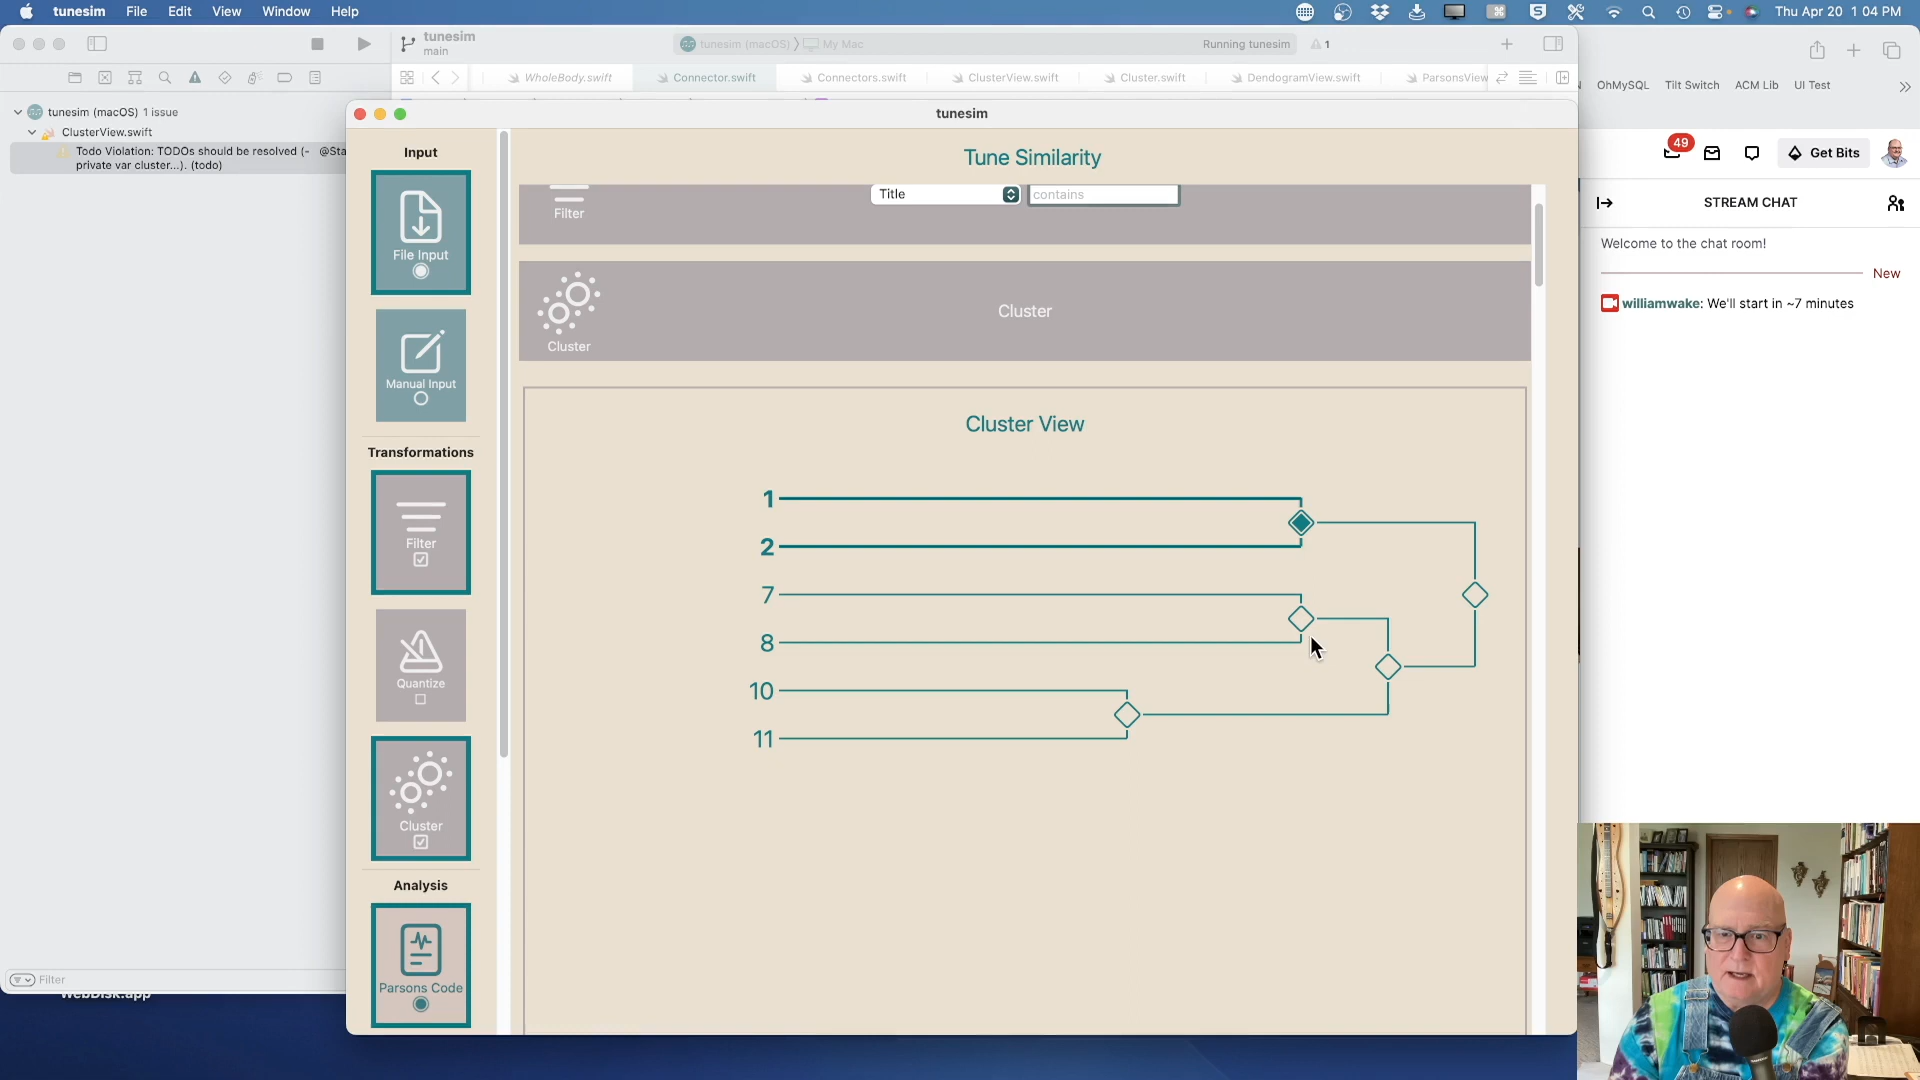 tunesim File Edit View Window Help
Thu Apr 20 1 04 PM
tunesim
main
tunesim (macOS) My Mac
Running tunesim 1
WholeBody.swift Connector.swift Connectors.swift ClusterView.swift Cluster.swift DendogramView.swift ParsonsView
OhMySQL Tilt Switch ACM Lib UI Test
tunesim (macOS) 1 issue
ClusterView.swift
Todo Violation: TODOs should be resolved (- @Sta
private var cluster...). (todo)
Filter
WebDisk.app
tunesim
Input
File Input
Manual Input
Transformations
Filter
Quantize
Cluster
Analysis
Parsons Code
Tune Similarity
Filter
Title
contains
Cluster
Cluster
Cluster View
1
2
7
8
10
11
49
Get Bits
STREAM CHAT
Welcome to the chat room!
New
williamwake: We'll start in ~7 minutes